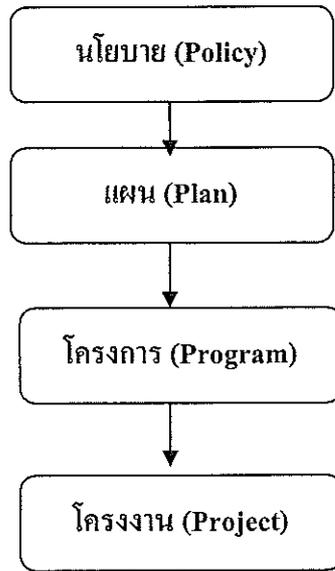 นโยบาย (Policy)
แผน (Plan)
โครงการ (Program)
โครงงาน (Project)